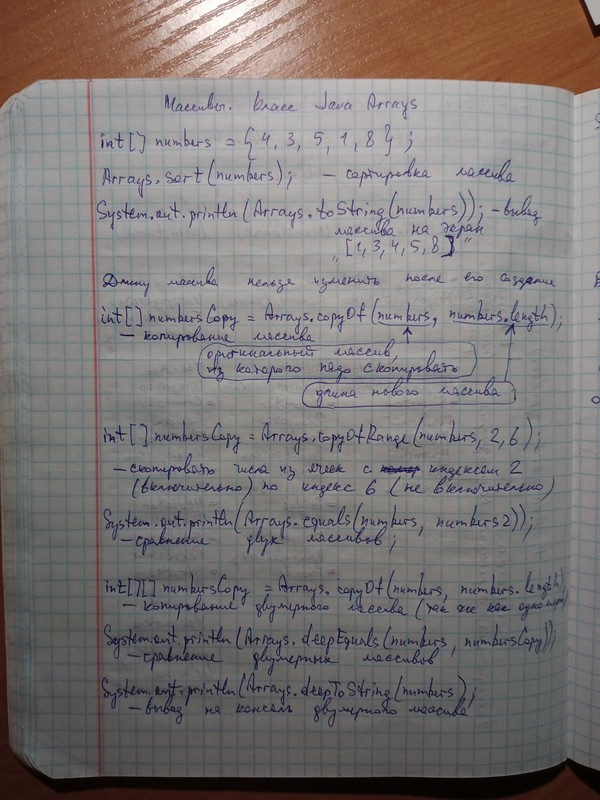 Массивы. Класс Java Arrays
int[] numbers = {4, 3, 5, 1, 8};
Arrays.sort(numbers); — сортировка массива
System.out.println(Arrays.toString(numbers)); — вывод
массива на экран
„[1, 3, 4, 5, 8]"
Длину массива нельзя изменить после его создания
int[] numbersCopy = Arrays.copyOf(numbers, numbers.length);
— копирование массива
оригинальный массив,
из которого надо скопировать
длина нового массива
int[] numbersCopy = Arrays.copyOfRange(numbers, 2, 6);
— скопировать числа из ячеек с индексом 2
(включительно) по индекс 6 (не включительно)
System.out.println(Arrays.equals(numbers, numbers2));
— сравнение двух массивов;
int[][] numbersCopy = Arrays.copyOf(numbers, numbers.length)
— копирование двумерного массива (так же как
System.out.println(Arrays.deepEquals(numbers, numbersCopy));
— сравнение двумерных массивов
System.out.println(Arrays.deepToString(numbers);
— вывод на консоль двумерного массива